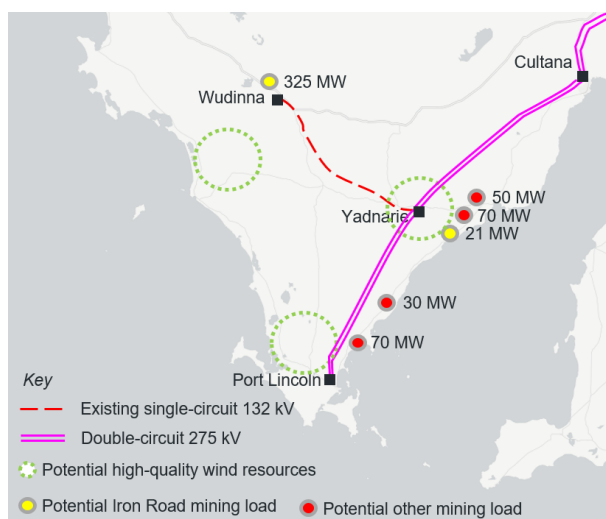 Cultana
325 MW
Wudinna
50 MW
70 MW
Yadnarie
21 MW
30 MW
70 MW
Port Lincoln
Key
Existing single-circuit 132 kV
Double-circuit 275 kV
Potential high-quality wind resources
Potential Iron Road mining load
Potential other mining load